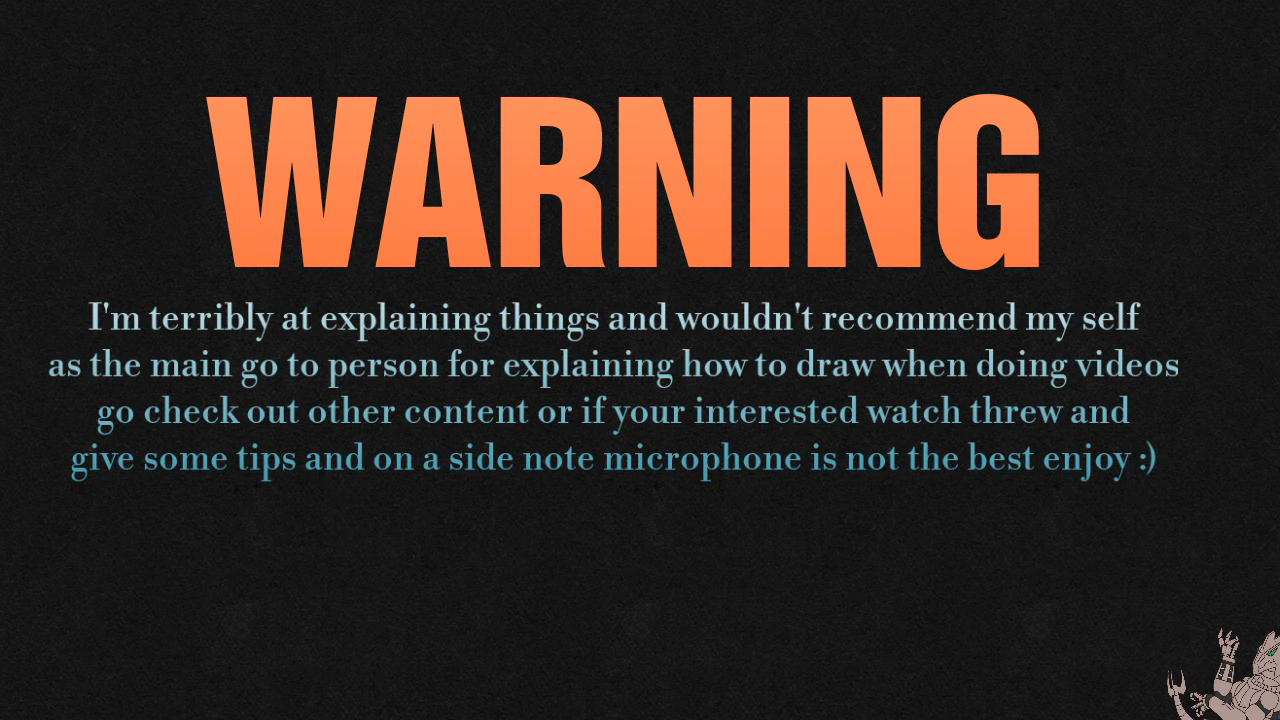 WARNING
I'm terribly at explaining things and wouldn't recommend my self
as the main go to person for explaining how to draw when doing videos
go check out other content or if your interested watch threw and
give some tips and on a side note microphone is not the best enjoy :)